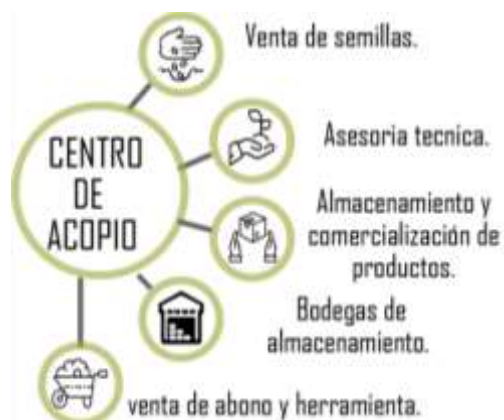 CENTRO
DE
ACOPIO
Venta de semillas.
Asesoria tecnica.
Almacenamiento y
comercialización de
productos.
Bodegas de
almacenamiento.
venta de abono y herramienta.